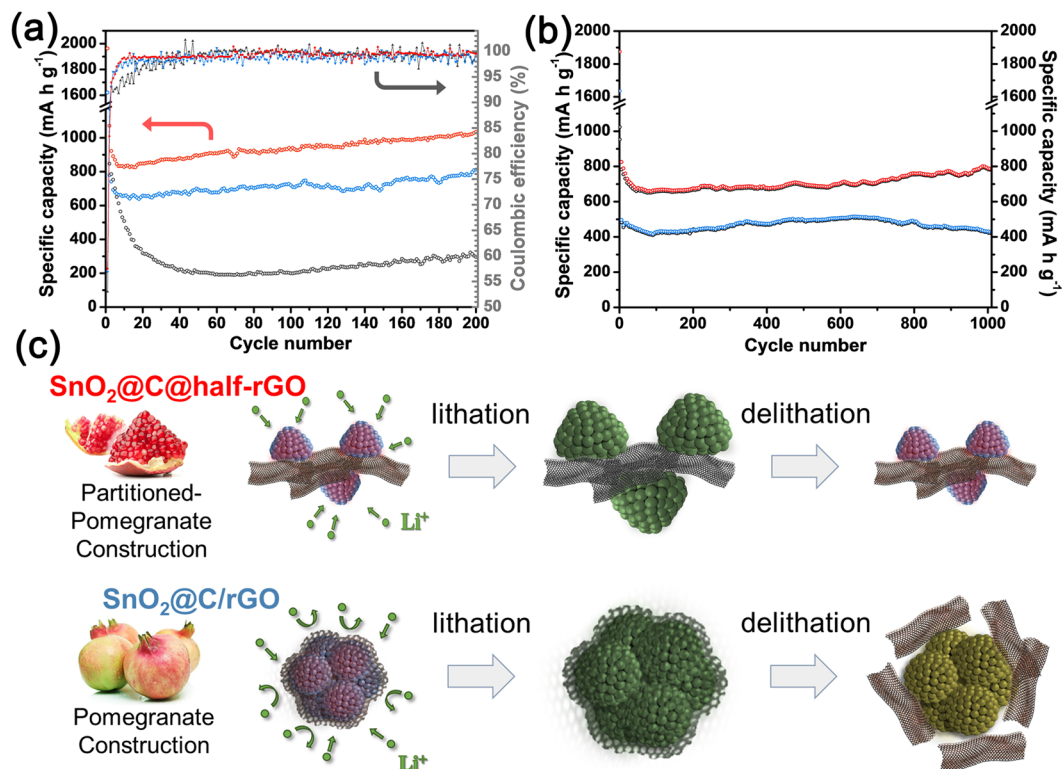 (a)
Specific capacity (mA h g⁻¹)
2000
1800
1600
1000
800
600
400
200
0
0 20 40 60 80 100 120 140 160 180 200
Cycle number
100
95
90
85
80
75
70
65
60
55
50
Coulombic efficiency (%)
(b)
Specific capacity (mA h g⁻¹)
2000
1800
1600
1000
800
600
400
200
0
0 200 400 600 800 1000
Cycle number
2000
1800
1600
1000
800
600
400
200
0
Specific capacity (mA h g⁻¹)
(c)
SnO₂@C@half-rGO
Partitioned-
Pomegranate
Construction
Li⁺
lithation
delithation
SnO₂@C/rGO
Pomegranate
Construction
Li⁺
lithation
delithation